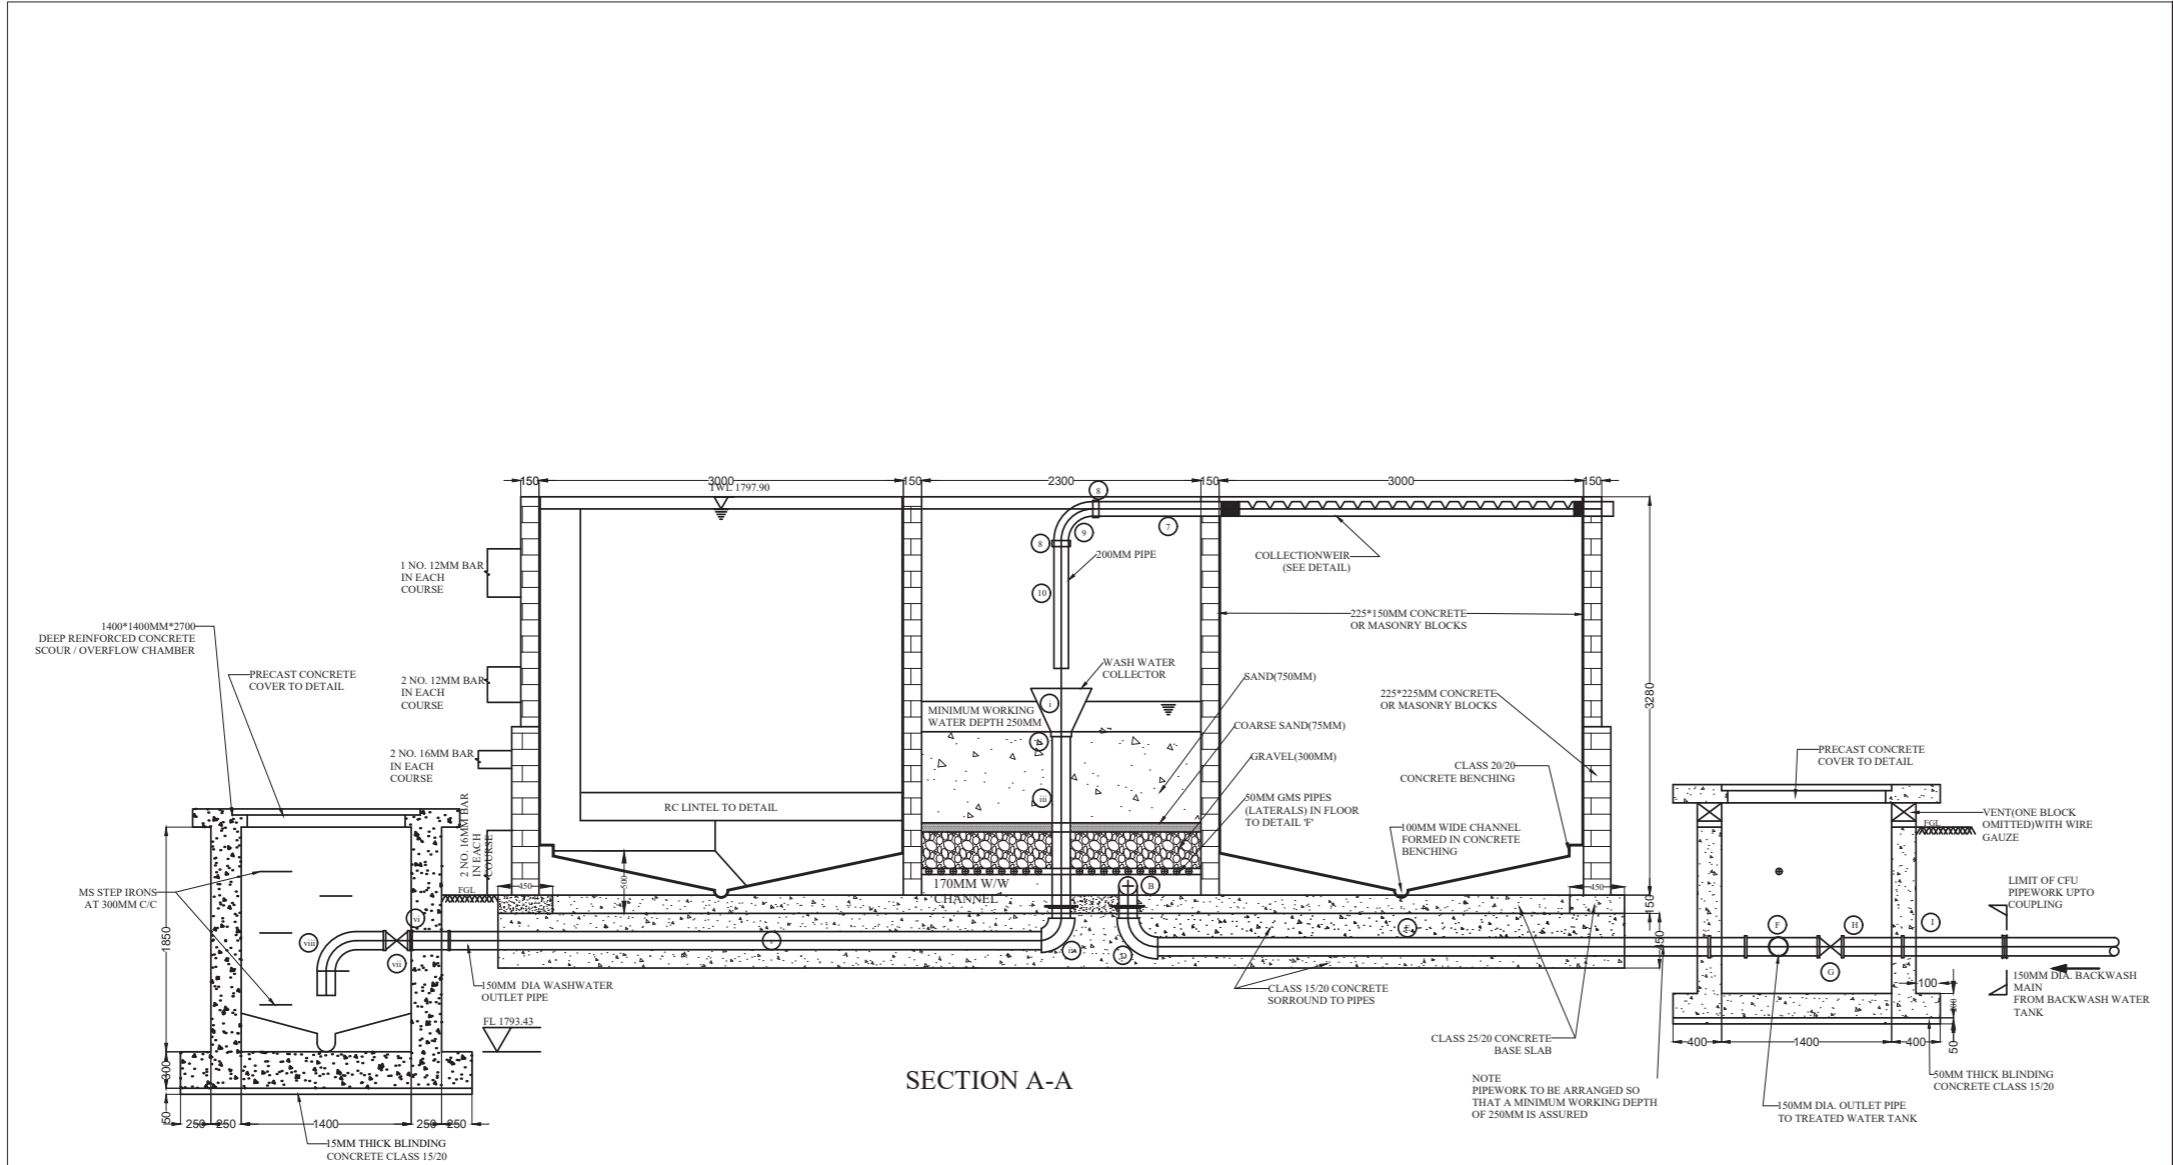 150
3000
150
2300
150
3000
150
TWL 1797.90
8
7
9
8
200MM PIPE
COLLECTIONWEIR
(SEE DETAIL)
1 NO. 12MM BAR
IN EACH
COURSE
10
225*150MM CONCRETE
OR MASONRY BLOCKS
1400*1400MM*2700
DEEP REINFORCED CONCRETE
SCOUR / OVERFLOW CHAMBER
PRECAST CONCRETE
COVER TO DETAIL
2 NO. 12MM BAR
IN EACH
COURSE
WASH WATER
COLLECTOR
SAND(750MM)
225*225MM CONCRETE
OR MASONRY BLOCKS
3280
i
MINIMUM WORKING
WATER DEPTH 250MM
COARSE SAND(75MM)
2 NO. 16MM BAR
IN EACH
COURSE
GRAVEL(300MM)
CLASS 20/20
CONCRETE BENCHING
PRECAST CONCRETE
COVER TO DETAIL
RC LINTEL TO DETAIL
iii
50MM GMS PIPES
(LATERALS) IN FLOOR
TO DETAIL 'F'
VENT(ONE BLOCK
OMITTED)WITH WIRE
GAUZE
FGL
2 NO. 16MM BAR
IN EACH
COURSE
100MM WIDE CHANNEL
FORMED IN CONCRETE
BENCHING
MS STEP IRONS
AT 300MM C/C
FGL
450
500
170MM W/W
CHANNEL
B
450
150
LIMIT OF CFU
PIPEWORK UPTO
COUPLING
1850
vi
viii
vii
v
D
E
450
F
H
I
G
150MM DIA WASHWATER
OUTLET PIPE
CLASS 15/20 CONCRETE
SORROUND TO PIPES
100
150MM DIA. BACKWASH
MAIN
FROM BACKWASH WATER
TANK
FL 1793.43
CLASS 25/20 CONCRETE
BASE SLAB
400
1400
400
50
300
50
SECTION A-A
NOTE
PIPEWORK TO BE ARRANGED SO
THAT A MINIMUM WORKING DEPTH
OF 250MM IS ASSURED
50MM THICK BLINDING
CONCRETE CLASS 15/20
150MM DIA. OUTLET PIPE
TO TREATED WATER TANK
250
250
1400
250
250
15MM THICK BLINDING
CONCRETE CLASS 15/20